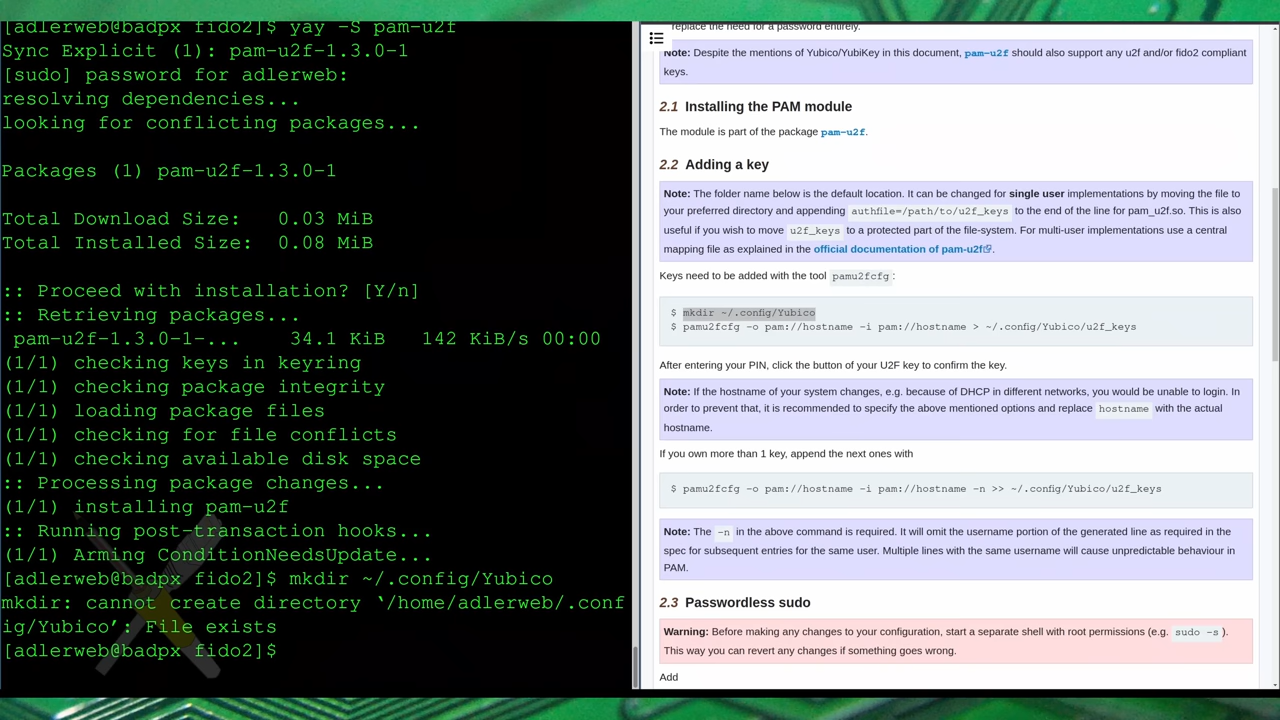 [adlerweb@badpx fido2]$ yay -S pam-u2f
Sync Explicit (1): pam-u2f-1.3.0-1
[sudo] password for adlerweb:
resolving dependencies...
looking for conflicting packages...
Packages (1) pam-u2f-1.3.0-1
Total Download Size:   0.03 MiB
Total Installed Size:  0.08 MiB
:: Proceed with installation? [Y/n]
:: Retrieving packages...
 pam-u2f-1.3.0-1-...    34.1 KiB   142 KiB/s 00:00
(1/1) checking keys in keyring
(1/1) checking package integrity
(1/1) loading package files
(1/1) checking for file conflicts
(1/1) checking available disk space
:: Processing package changes...
(1/1) installing pam-u2f
:: Running post-transaction hooks...
(1/1) Arming ConditionNeedsUpdate...
[adlerweb@badpx fido2]$ mkdir ~/.config/Yubico
mkdir: cannot create directory ‘/home/adlerweb/.conf
ig/Yubico’: File exists
[adlerweb@badpx fido2]$
replace the need for a password entirely.
Note: Despite the mentions of Yubico/YubiKey in this document, pam-u2f should also support any u2f and/or fido2 compliant
keys.
2.1 Installing the PAM module
The module is part of the package pam-u2f.
2.2 Adding a key
Note: The folder name below is the default location. It can be changed for single user implementations by moving the file to
your preferred directory and appending authfile=/path/to/u2f_keys to the end of the line for pam_u2f.so. This is also
useful if you wish to move u2f_keys to a protected part of the file-system. For multi-user implementations use a central
mapping file as explained in the official documentation of pam-u2f.
Keys need to be added with the tool pamu2fcfg:
$ mkdir ~/.config/Yubico
$ pamu2fcfg -o pam://hostname -i pam://hostname > ~/.config/Yubico/u2f_keys
After entering your PIN, click the button of your U2F key to confirm the key.
Note: If the hostname of your system changes, e.g. because of DHCP in different networks, you would be unable to login. In
order to prevent that, it is recommended to specify the above mentioned options and replace hostname with the actual
hostname.
If you own more than 1 key, append the next ones with
$ pamu2fcfg -o pam://hostname -i pam://hostname -n >> ~/.config/Yubico/u2f_keys
Note: The -n in the above command is required. It will omit the username portion of the generated line as required in the
spec for subsequent entries for the same user. Multiple lines with the same username will cause unpredictable behaviour in
PAM.
2.3 Passwordless sudo
Warning: Before making any changes to your configuration, start a separate shell with root permissions (e.g. sudo -s).
This way you can revert any changes if something goes wrong.
Add